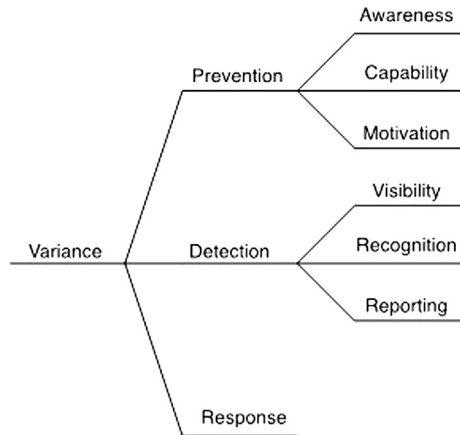 Awareness
Prevention
Capability
Motivation
Visibility
Variance
Detection
Recognition
Reporting
Response